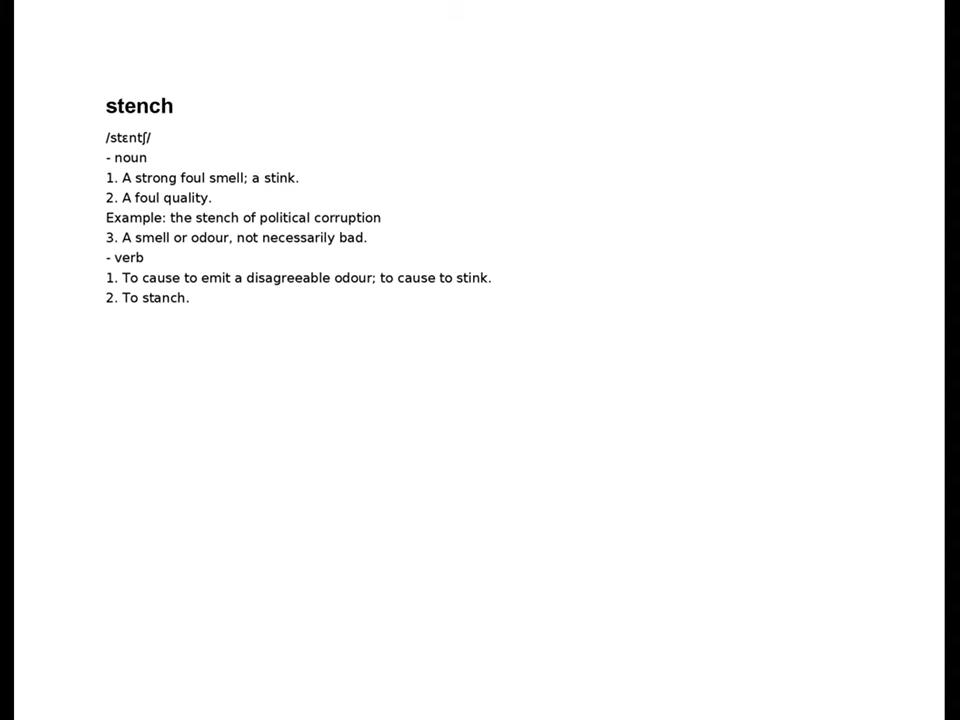 stench
/stɛntʃ/
- noun
1. A strong foul smell; a stink.
2. A foul quality.
Example: the stench of political corruption
3. A smell or odour, not necessarily bad.
- verb
1. To cause to emit a disagreeable odour; to cause to stink.
2. To stanch.